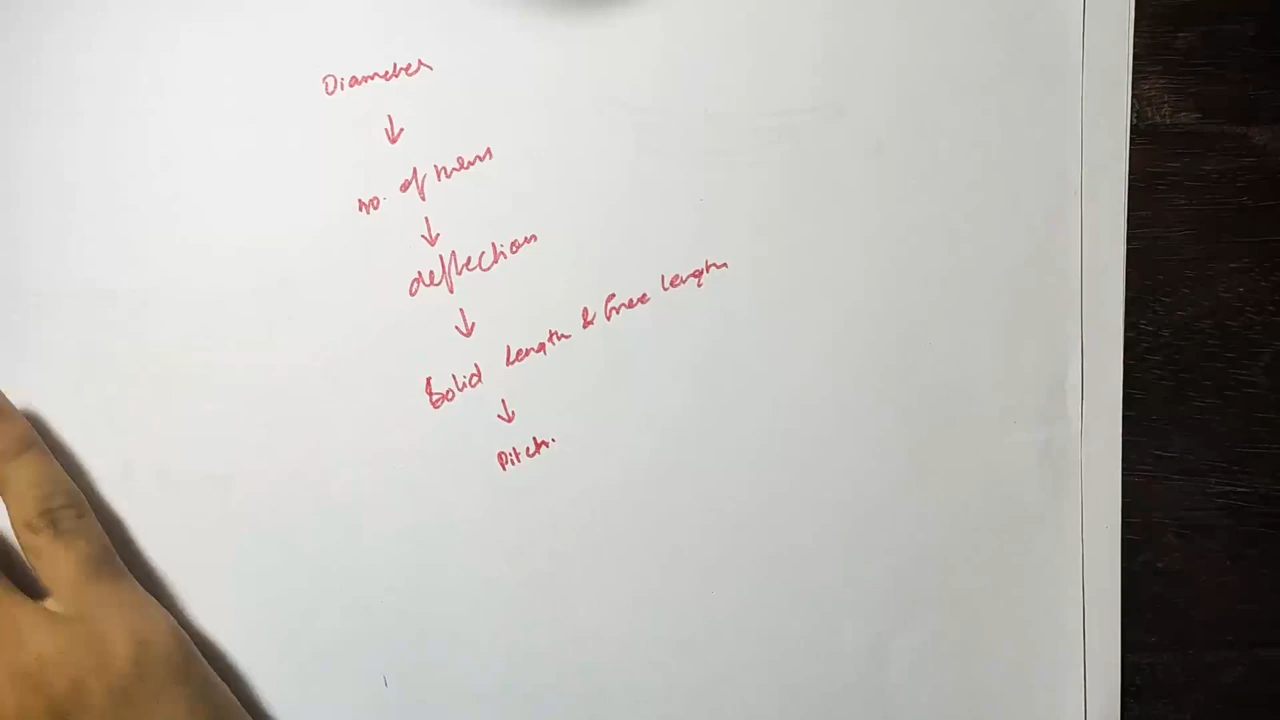 Diameter
↓
no. of turns
↓
deflection
↓
Solid length & free length
↓
Pitch.